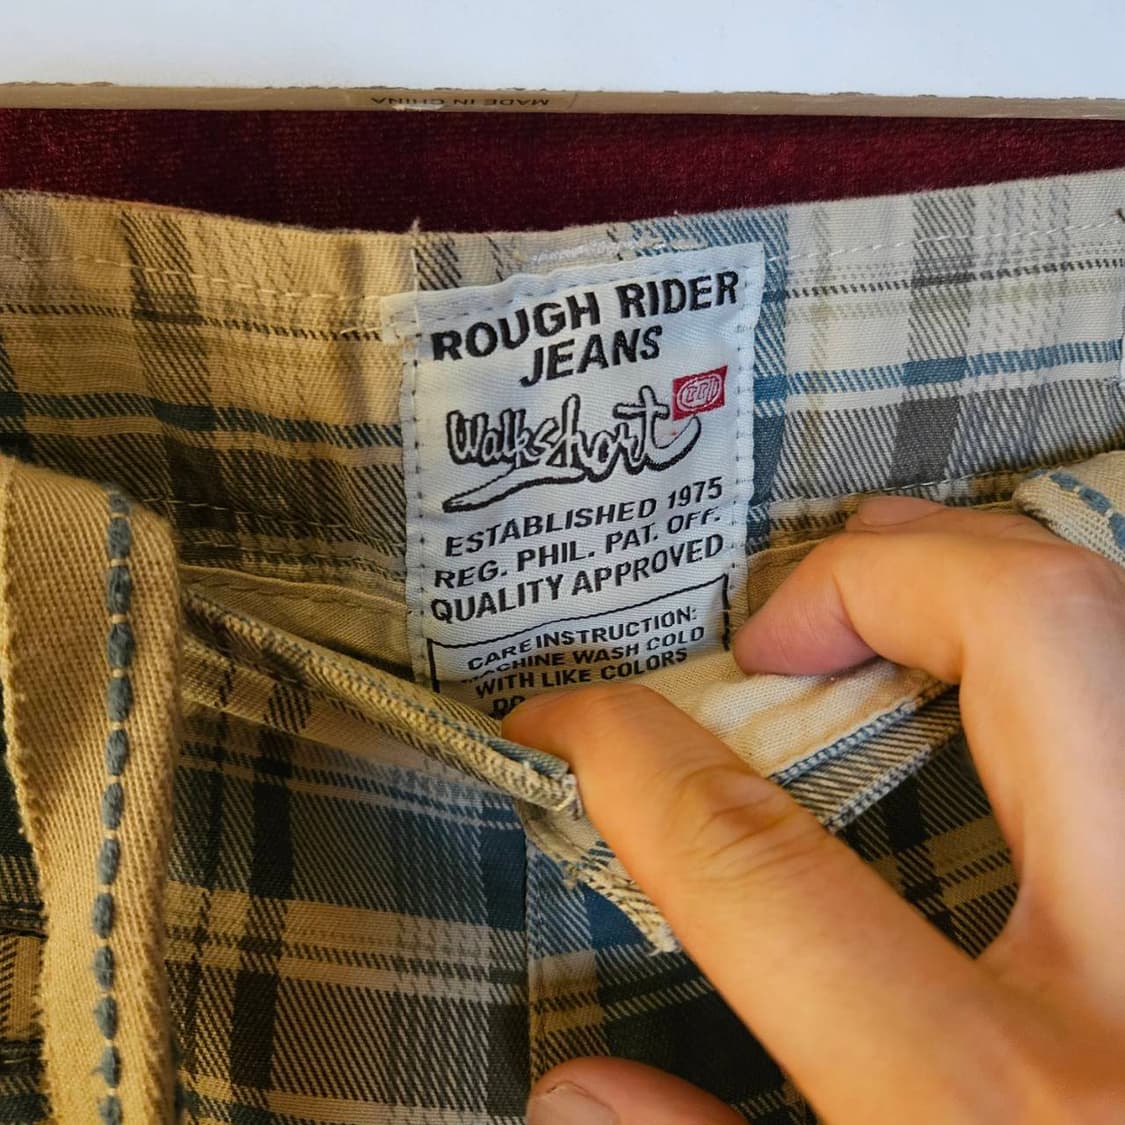 MADE IN CHINA
ROUGH RIDER
JEANS
Walkshort
ESTABLISHED 1975
REG. PHIL. PAT. OFF.
QUALITY APPROVED
CARE INSTRUCTION:
MACHINE WASH COLD
WITH LIKE COLORS
DO